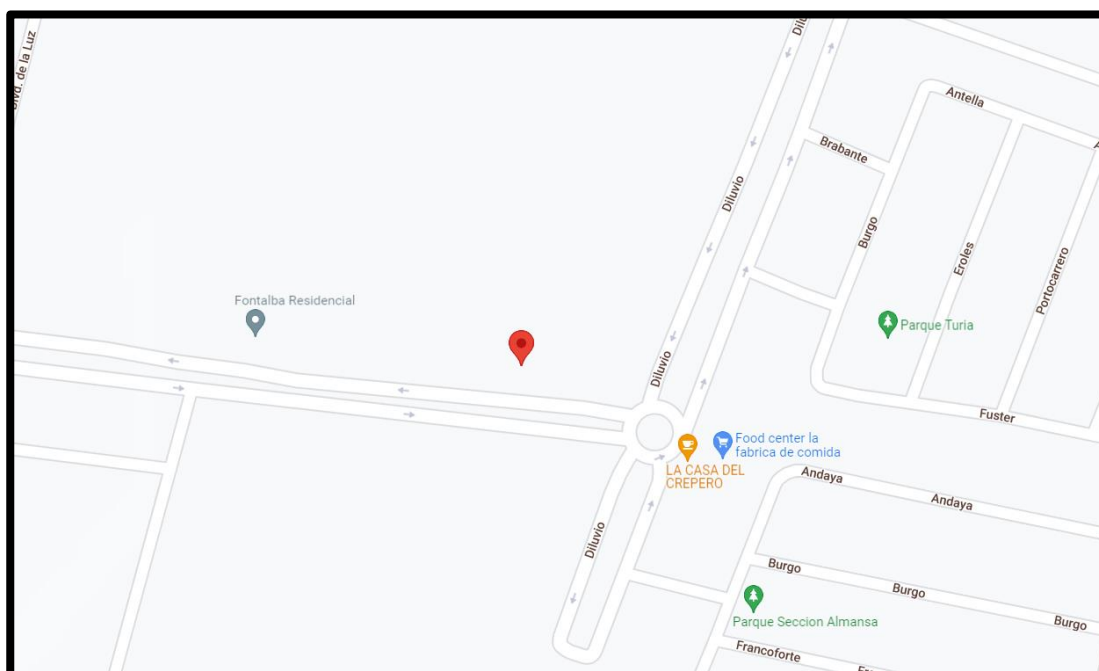 Blvd. de la Luz
Diluvio
Antella
Brabante
Diluvio
Burgo
Eroles
Portocarrero
Fontalba Residencial
Parque Turia
Diluvio
Fuster
Food center la
fabrica de comida
LA CASA DEL
CREPERO
Andaya
Andaya
Diluvio
Burgo
Burgo
Burgo
Parque Seccion Almansa
Francoforte